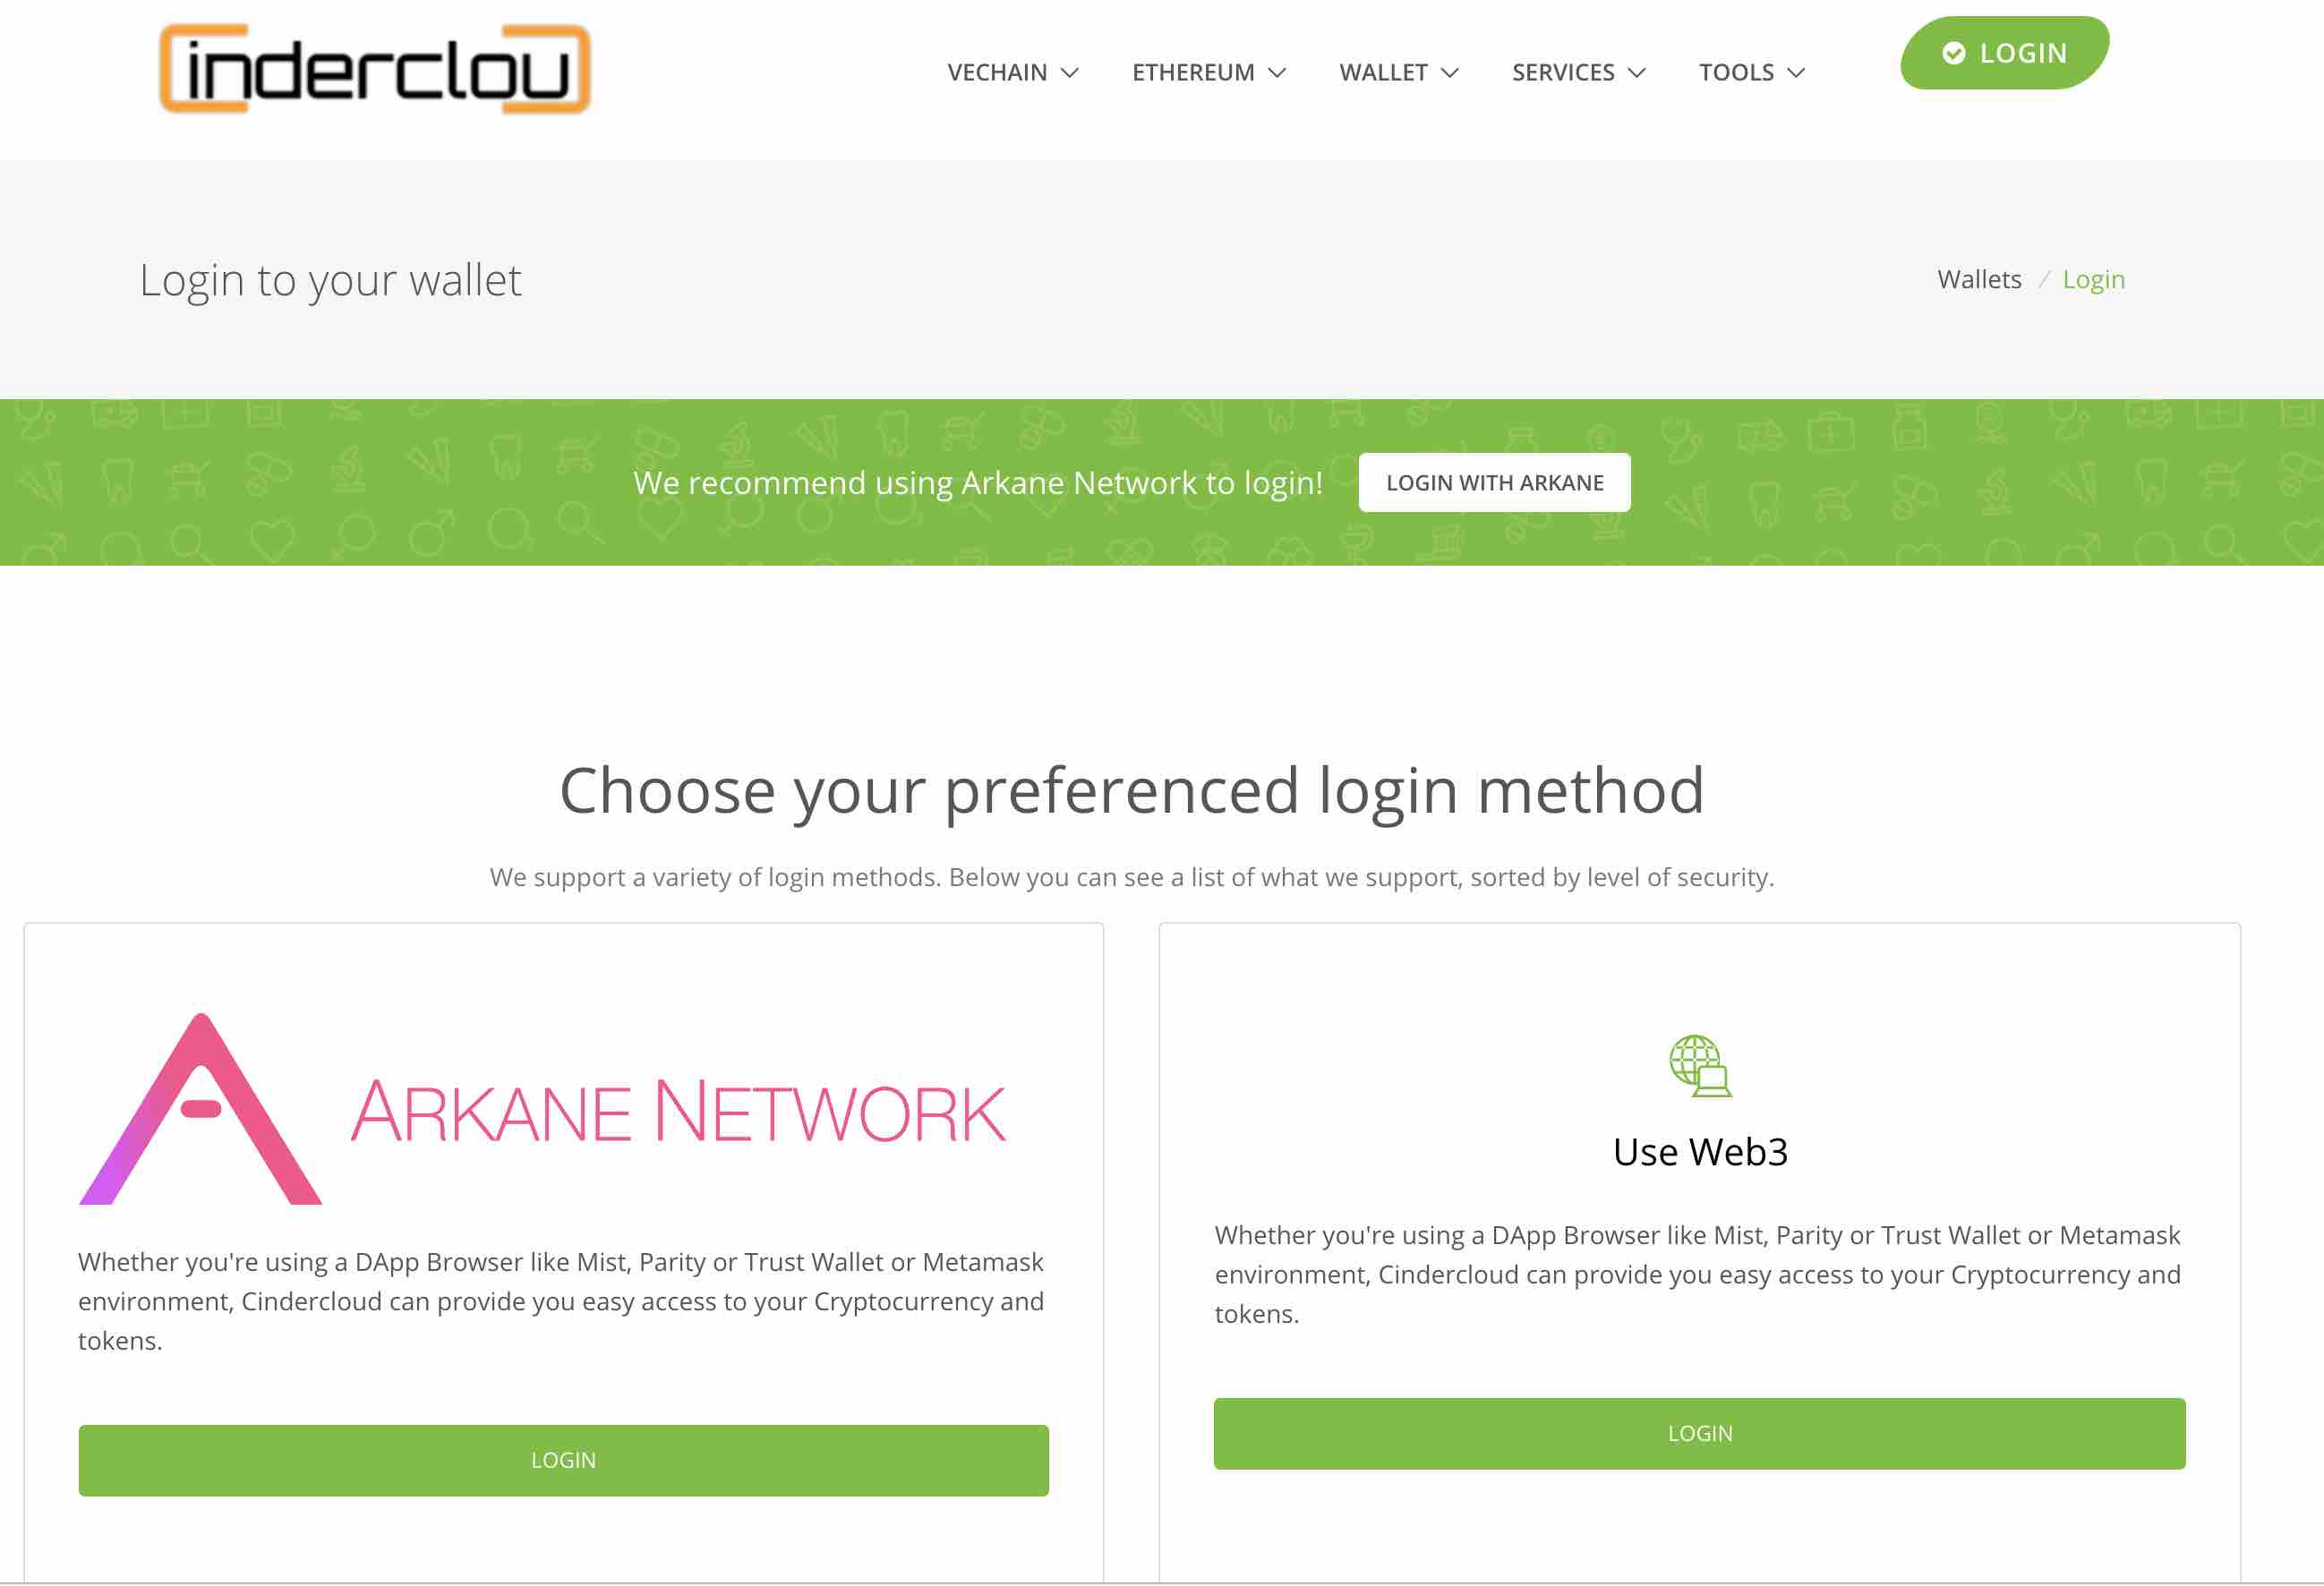 inderclou
VECHAIN ETHEREUM WALLET SERVICES TOOLS LOGIN
Login to your wallet
Wallets / Login
We recommend using Arkane Network to login! LOGIN WITH ARKANE
Choose your preferenced login method
We support a variety of login methods. Below you can see a list of what we support, sorted by level of security.
ARKANE NETWORK
Whether you're using a DApp Browser like Mist, Parity or Trust Wallet or Metamask
environment, Cindercloud can provide you easy access to your Cryptocurrency and
tokens.
LOGIN
Use Web3
Whether you're using a DApp Browser like Mist, Parity or Trust Wallet or Metamask
environment, Cindercloud can provide you easy access to your Cryptocurrency and
tokens.
LOGIN